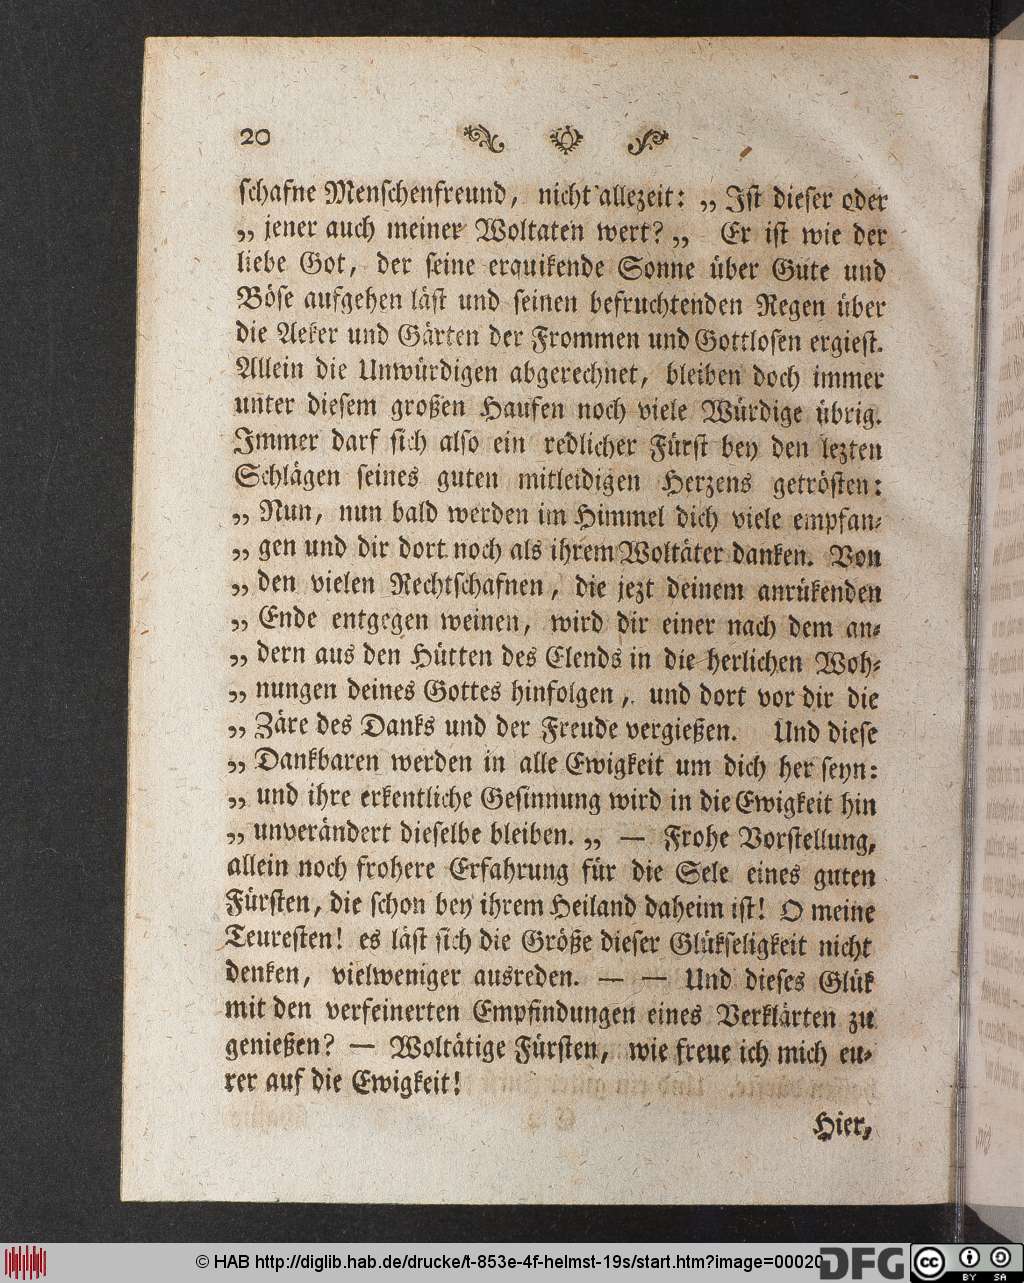 20
schafne Menschenfreund, nicht allezeit: „ Ist dieser oder
„ jener auch meiner Woltaten wert? „ Er ist wie der
liebe Got, der seine erquikende Sonne über Gute und
Böse aufgehen läst und seinen befruchtenden Regen über
die Aeker und Gärten der Frommen und Gottlosen ergiest.
Allein die Unwürdigen abgerechnet, bleiben doch immer
unter diesem großen Haufen noch viele Würdige übrig.
Immer darf sich also ein redlicher Fürst bey den lezten
Schlägen seines guten mitleidigen Herzens getrösten:
„ Nun, nun bald werden im Himmel dich viele empfan-
„ gen und dir dort noch als ihrem Woltäter danken. Von
„ den vielen Rechtschafnen, die jezt deinem anrükenden
„ Ende entgegen weinen, wird dir einer nach dem an-
„ dern aus den Hütten des Elends in die herlichen Woh-
„ nungen deines Gottes hinfolgen, und dort vor dir die
„ Zäre des Danks und der Freude vergießen. Und diese
„ Dankbaren werden in alle Ewigkeit um dich her seyn:
„ und ihre erkentliche Gesinnung wird in die Ewigkeit hin
„ unverändert dieselbe bleiben. „ — Frohe Vorstellung,
allein noch frohere Erfahrung für die Sele eines guten
Fürsten, die schon bey ihrem Heiland daheim ist! O meine
Teuresten! es läst sich die Größe dieser Glükseligkeit nicht
denken, vielweniger ausreden. — — Und dieses Glük
mit den verfeinerten Empfindungen eines Verklärten zu
genießen? — Woltätige Fürsten, wie freue ich mich eu-
rer auf die Ewigkeit!
Hier,
© HAB http://diglib.hab.de/drucke/t-853e-4f-helmst-19s/start.htm?image=00020
DFG
cc BY SA